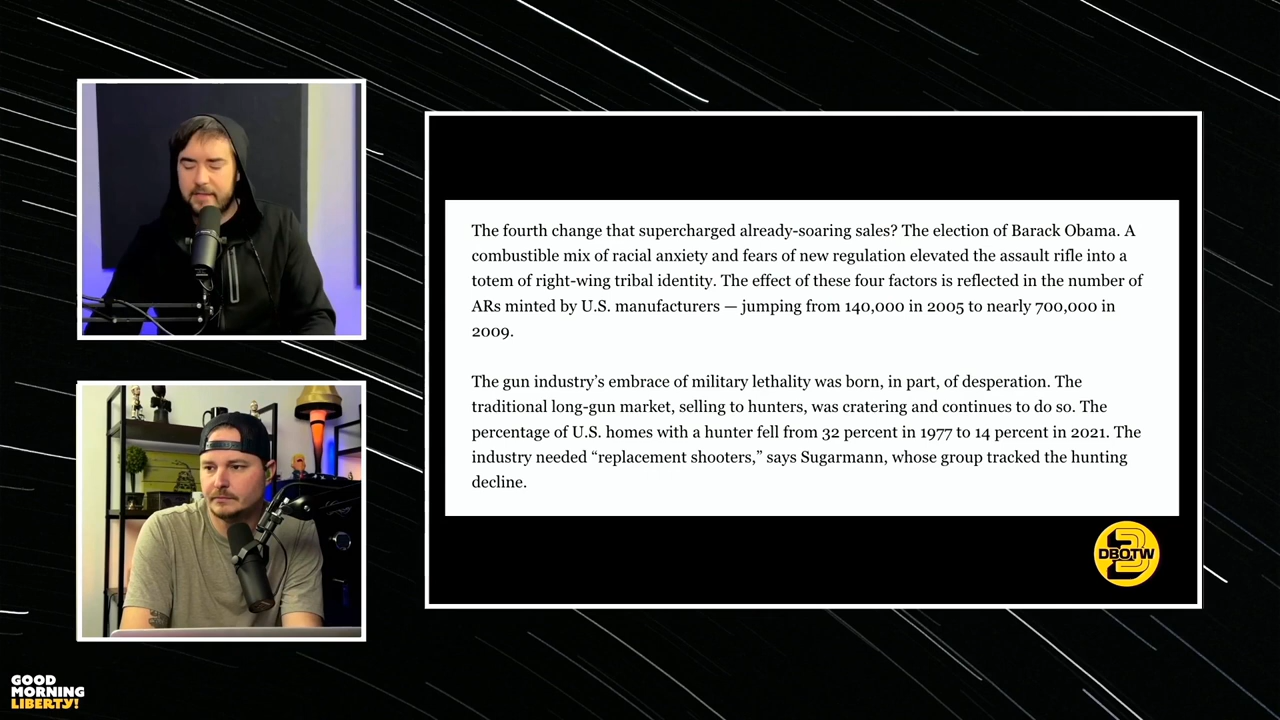 The fourth change that supercharged already-soaring sales? The election of Barack Obama. A
combustible mix of racial anxiety and fears of new regulation elevated the assault rifle into a
totem of right-wing tribal identity. The effect of these four factors is reflected in the number of
ARs minted by U.S. manufacturers — jumping from 140,000 in 2005 to nearly 700,000 in
2009.
The gun industry’s embrace of military lethality was born, in part, of desperation. The
traditional long-gun market, selling to hunters, was cratering and continues to do so. The
percentage of U.S. homes with a hunter fell from 32 percent in 1977 to 14 percent in 2021. The
industry needed “replacement shooters,” says Sugarmann, whose group tracked the hunting
decline.
DBOTW
GOOD
MORNING
LIBERTY!